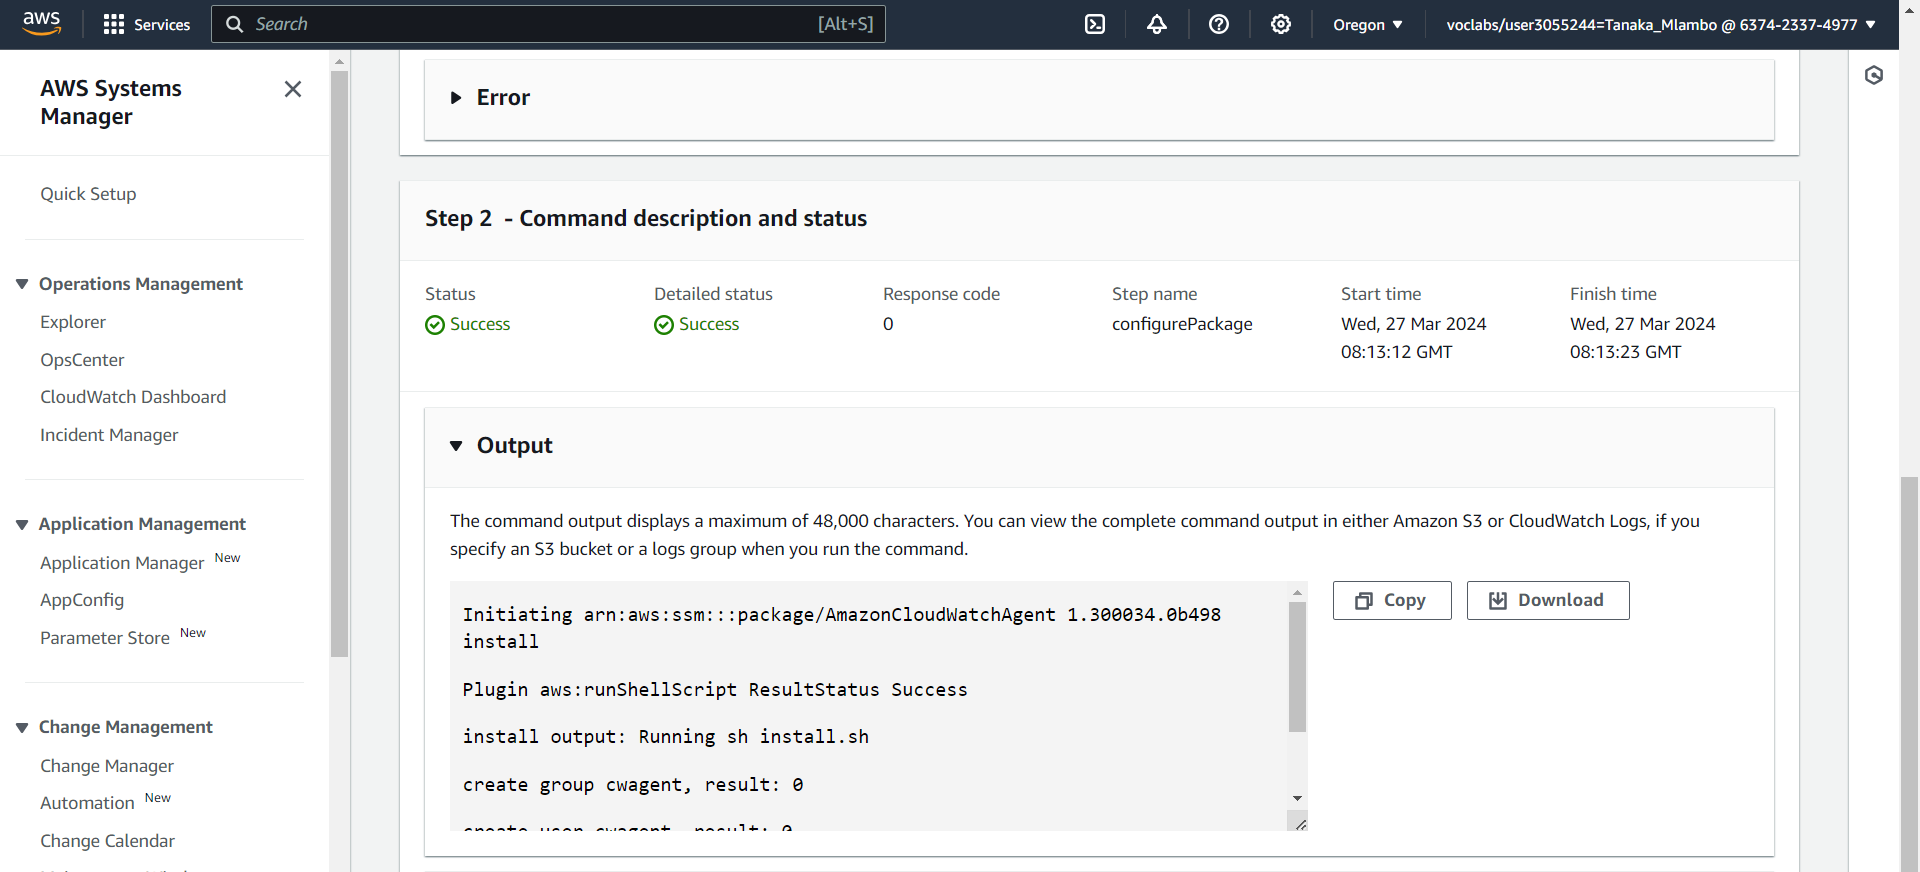 aws
Services
Search
[Alt+S]
Oregon
voclabs/user3055244=Tanaka_Mlambo @ 6374-2337-4977
AWS Systems
Manager
Quick Setup
Operations Management
Explorer
OpsCenter
CloudWatch Dashboard
Incident Manager
Application Management
Application Manager New
AppConfig
Parameter Store New
Change Management
Change Manager
Automation New
Change Calendar
Error
Step 2 - Command description and status
Status
Success
Detailed status
Success
Response code
0
Step name
configurePackage
Start time
Wed, 27 Mar 2024
08:13:12 GMT
Finish time
Wed, 27 Mar 2024
08:13:23 GMT
Output
The command output displays a maximum of 48,000 characters. You can view the complete command output in either Amazon S3 or CloudWatch Logs, if you
specify an S3 bucket or a logs group when you run the command.
Initiating arn:aws:ssm:::package/AmazonCloudWatchAgent 1.300034.0b498
install
Plugin aws:runShellScript ResultStatus Success
install output: Running sh install.sh
create group cwagent, result: 0
create user cwagent, result: 0
Copy
Download